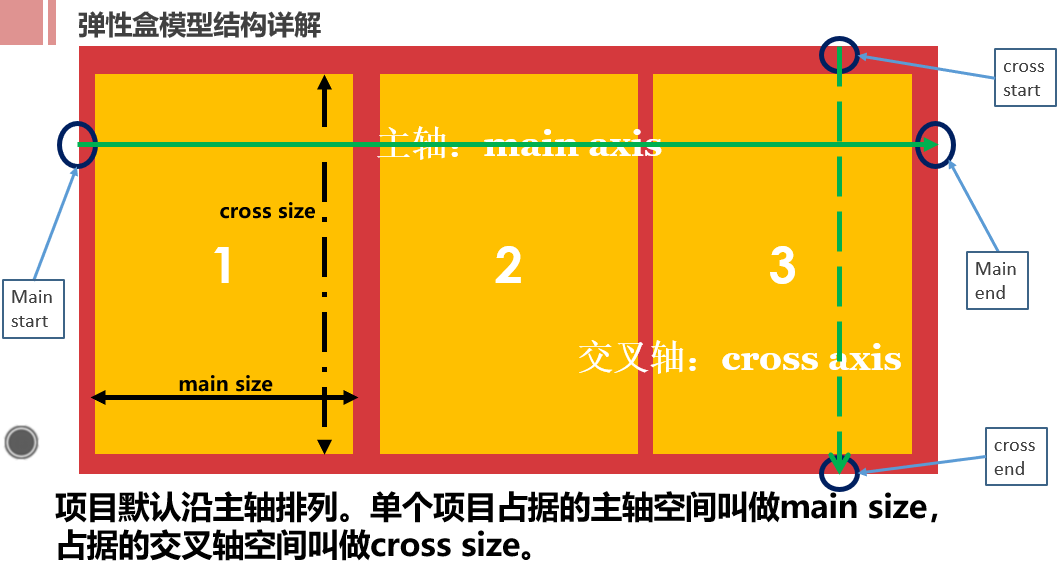 弹性盒模型结构详解
cross
start
主轴：main axis
cross size
1
2
3
Main
start
Main
end
交叉轴：cross axis
main size
cross
end
项目默认沿主轴排列。单个项目占据的主轴空间叫做main size，
占据的交叉轴空间叫做cross size。